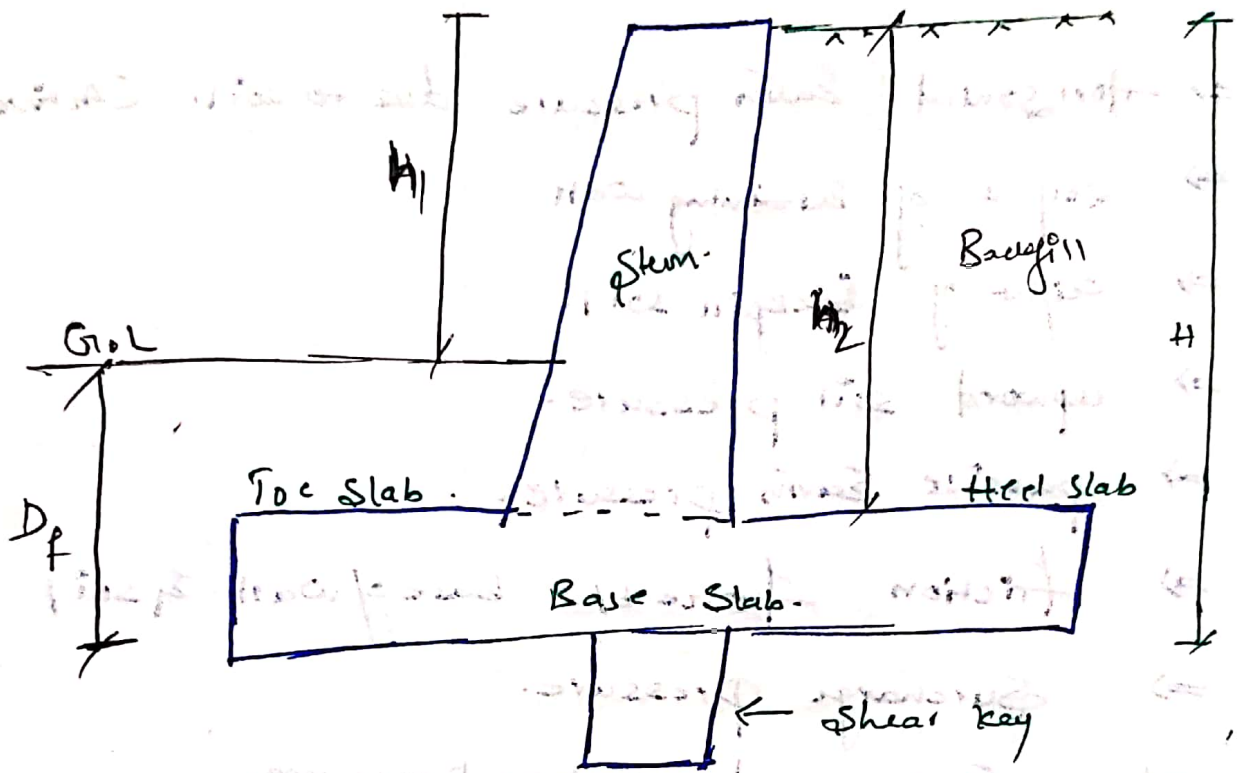 h1
Stem.
Backfill
h2
H
G.L
Toe Slab.
Heel Slab
Df
Base Slab.
← Shear key